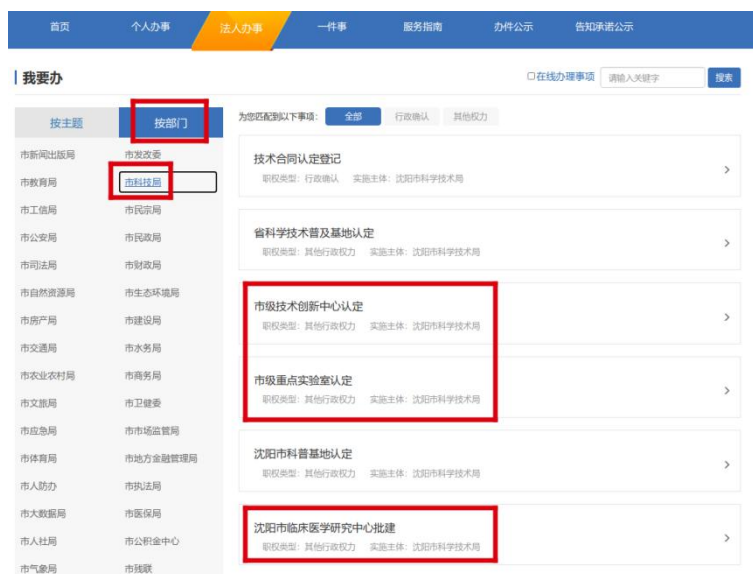 首页 个人办事 法人办事 一件事 服务指南 办件公示 告知承诺公示
我要办 在线办理事项 请输入关键字 搜索
按主题 按部门
为您匹配到以下事项： 全部 行政确认 其他权力
市新闻出版局 市发改委
市教育局 市科技局
市工信局 市民宗局
市公安局 市民政局
市司法局 市财政局
市自然资源局 市生态环境局
市房产局 市建设局
市交通局 市水务局
市农业农村局 市商务局
市文旅局 市卫健委
市应急局 市市场监管局
市体育局 市地方金融管理局
市人防办 市执法局
市大数据局 市医保局
市人社局 市公积金中心
市气象局 市残联
技术合同认定登记
职权类型：行政确认 实施主体：沈阳市科学技术局
省科学技术普及基地认定
职权类型：其他行政权力 实施主体：沈阳市科学技术局
市级技术创新中心认定
职权类型：其他行政权力 实施主体：沈阳市科学技术局
市级重点实验室认定
职权类型：其他行政权力 实施主体：沈阳市科学技术局
沈阳市科普基地认定
职权类型：其他行政权力 实施主体：沈阳市科学技术局
沈阳市临床医学研究中心批建
职权类型：其他行政权力 实施主体：沈阳市科学技术局